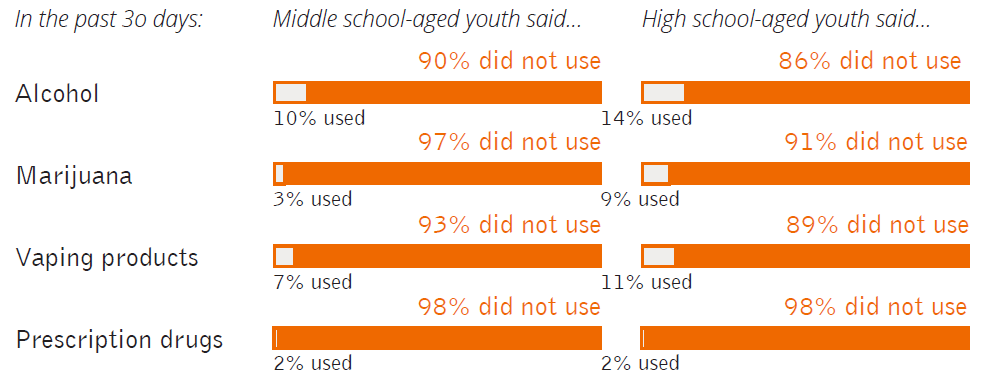 In the past 3o days: Middle school-aged youth said... High school-aged youth said...
90% did not use 86% did not use
Alcohol
10% used 14% used
97% did not use 91% did not use
Marijuana
3% used 9% used
93% did not use 89% did not use
Vaping products
7% used 11% used
98% did not use 98% did not use
Prescription drugs
2% used 2% used